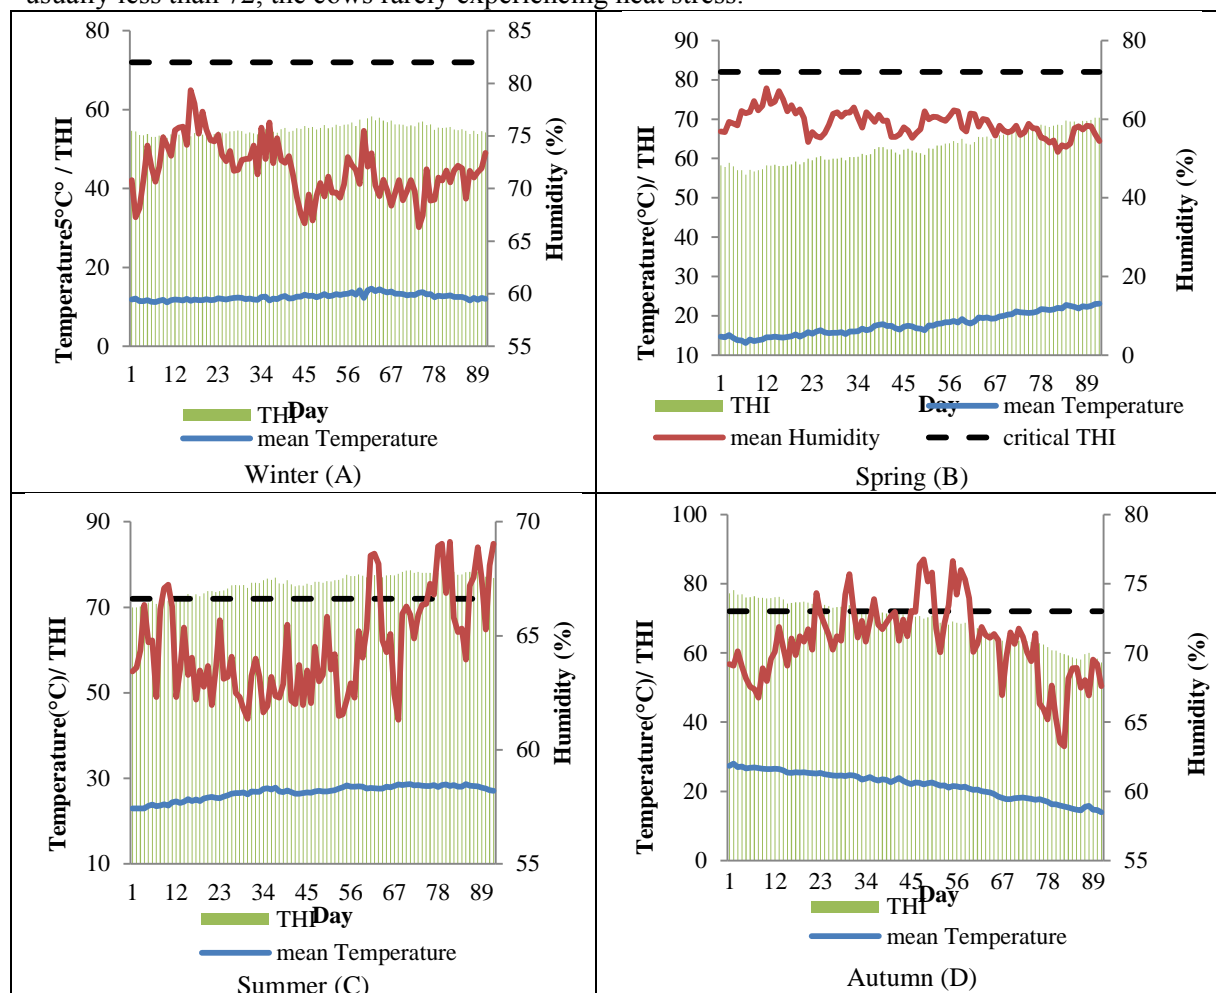 usually less than 72, the cows rarely experiencing heat stress.
80
60
40
20
0
85
80
75
70
65
60
55
1 12 23 34 45 56 67 78 89
Temperature5°C° / THI
Humidity (%)
Day
THI
mean Temperature
Winter (A)
90
80
70
60
50
40
30
20
10
80
60
40
20
0
1 12 23 34 45 56 67 78 89
Temperature(°C)/ THI
Humidity (%)
Day
THI
mean Temperature
mean Humidity
critical THI
Spring (B)
90
70
50
30
10
70
65
60
55
1 12 23 34 45 56 67 78 89
Temperature(°C)/ THI
Humidity (%)
Day
THI
mean Temperature
Summer (C)
100
80
60
40
20
0
80
75
70
65
60
55
1 12 23 34 45 56 67 78 89
Temperature(°C)/ THI
Humidity (%)
Day
THI
mean Temperature
Autumn (D)